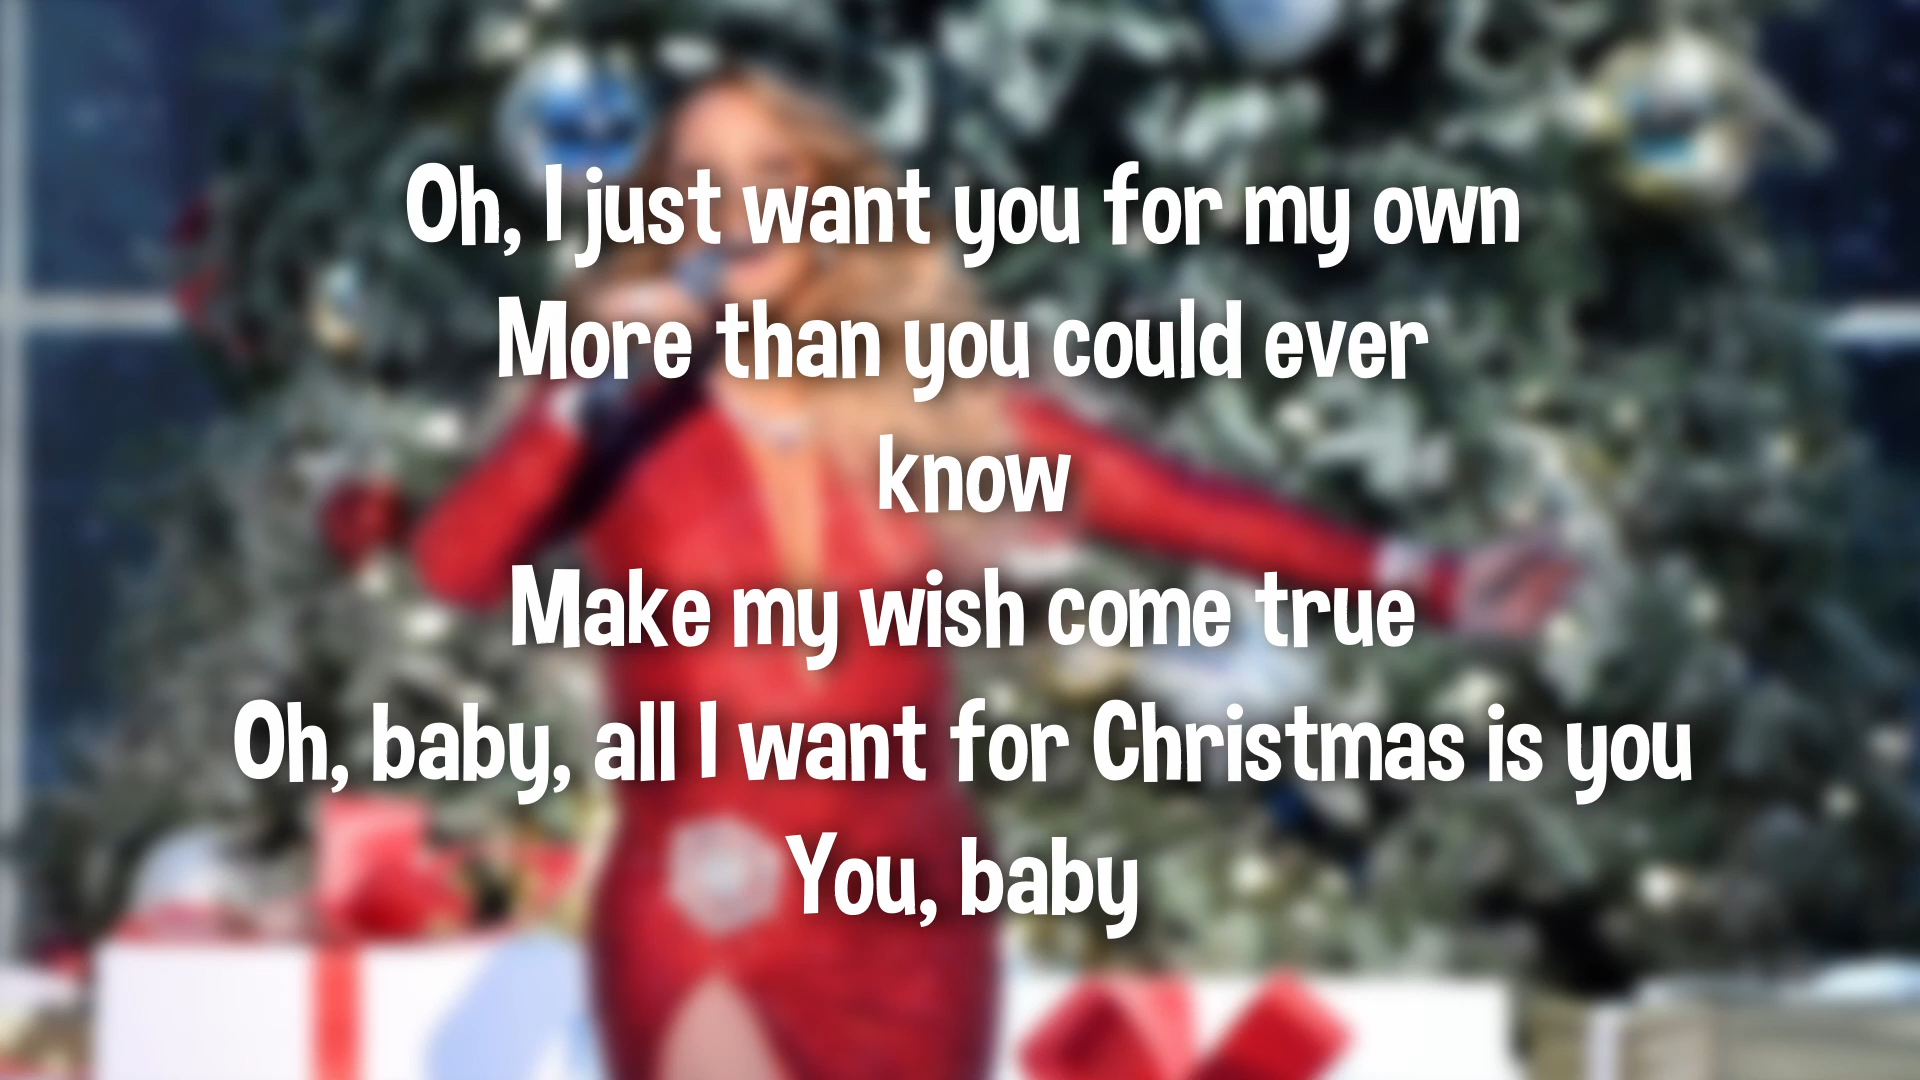 Oh, I just want you for my own
More than you could ever
know
Make my wish come true
Oh, baby, all I want for Christmas is you
You, baby